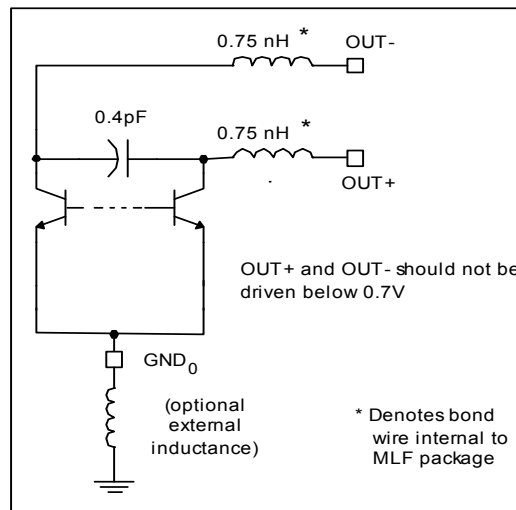 0.75 nH *
OUT-
0.4pF
0.75 nH *
OUT+
OUT+ and OUT- should not be
driven below 0.7V
GND0
(optional
external
inductance)
* Denotes bond
wire internal to
MLF package